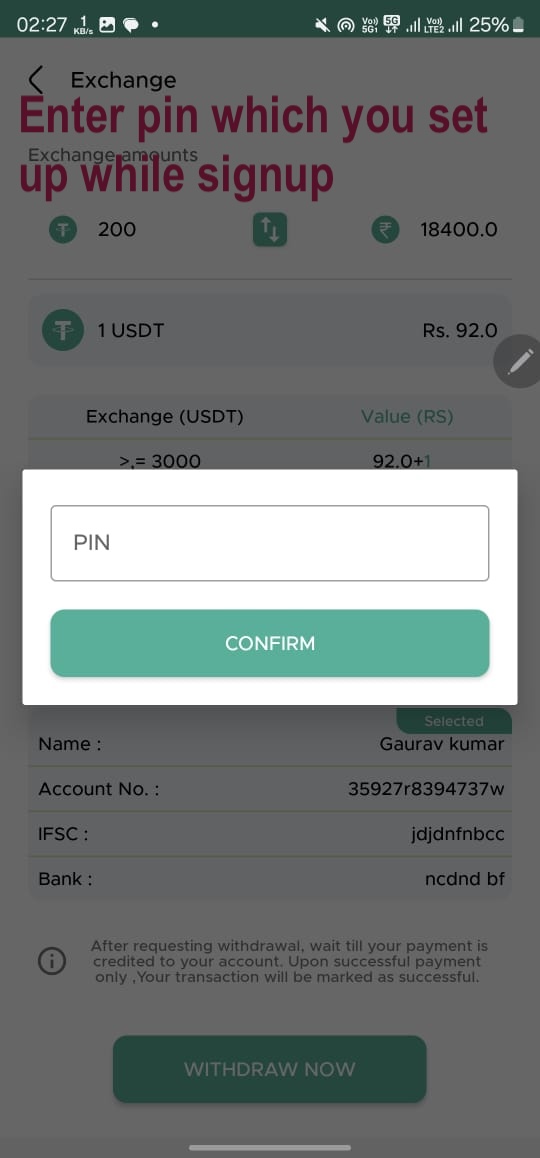 02:27 1 KB/s Vo)) 5G1 5G Vo)) LTE2 25%
Exchange
Enter pin which you set
Exchange amounts
up while signup
200 18400.0
1 USDT Rs. 92.0
Exchange (USDT) Value (RS)
>,= 3000 92.0+1
PIN
CONFIRM
Selected
Name : Gaurav kumar
Account No. : 35927r8394737w
IFSC : jdjdnfnbcc
Bank : ncdnd bf
After requesting withdrawal, wait till your payment is
credited to your account. Upon successful payment
only ,Your transaction will be marked as successful.
WITHDRAW NOW